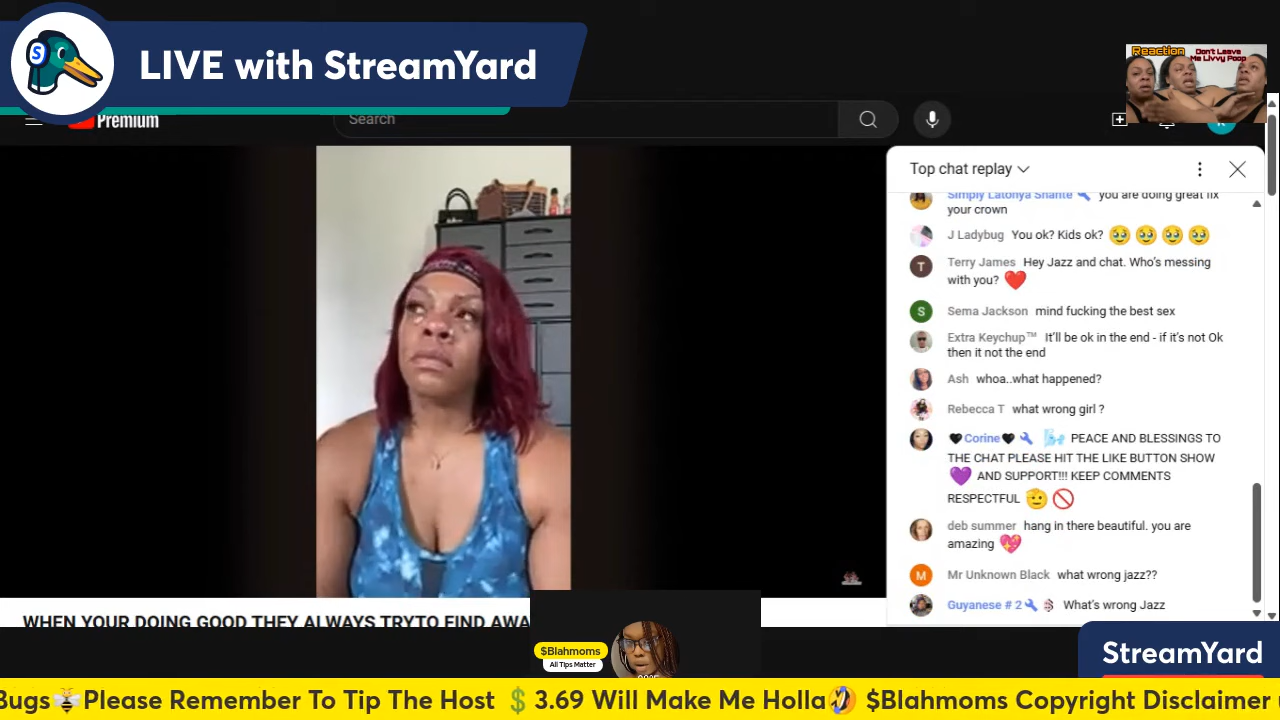 LIVE with StreamYard
S
Reaction
Don't Leave
Me Livvy Poop
Premium
Search
Top chat replay
Simply Latonya Shante you are doing great fix
your crown
J Ladybug You ok? Kids ok?
T
Terry James Hey Jazz and chat. Who's messing
with you?
S
Sema Jackson mind fucking the best sex
Extra Keychup™ It'll be ok in the end - if it's not Ok
then it not the end
Ash whoa..what happened?
Rebecca T what wrong girl ?
Corine PEACE AND BLESSINGS TO
THE CHAT PLEASE HIT THE LIKE BUTTON SHOW
AND SUPPORT!!! KEEP COMMENTS
RESPECTFUL
deb summer hang in there beautiful. you are
amazing
M
Mr Unknown Black what wrong jazz??
Guyanese # 2 What's wrong Jazz
WHEN YOUR DOING GOOD THEY ALWAYS TRYTO FIND AWA
$Blahmoms
All Tips Matter
StreamYard
Bugs Please Remember To Tip The Host $ 3.69 Will Make Me Holla $Blahmoms Copyright Disclaimer